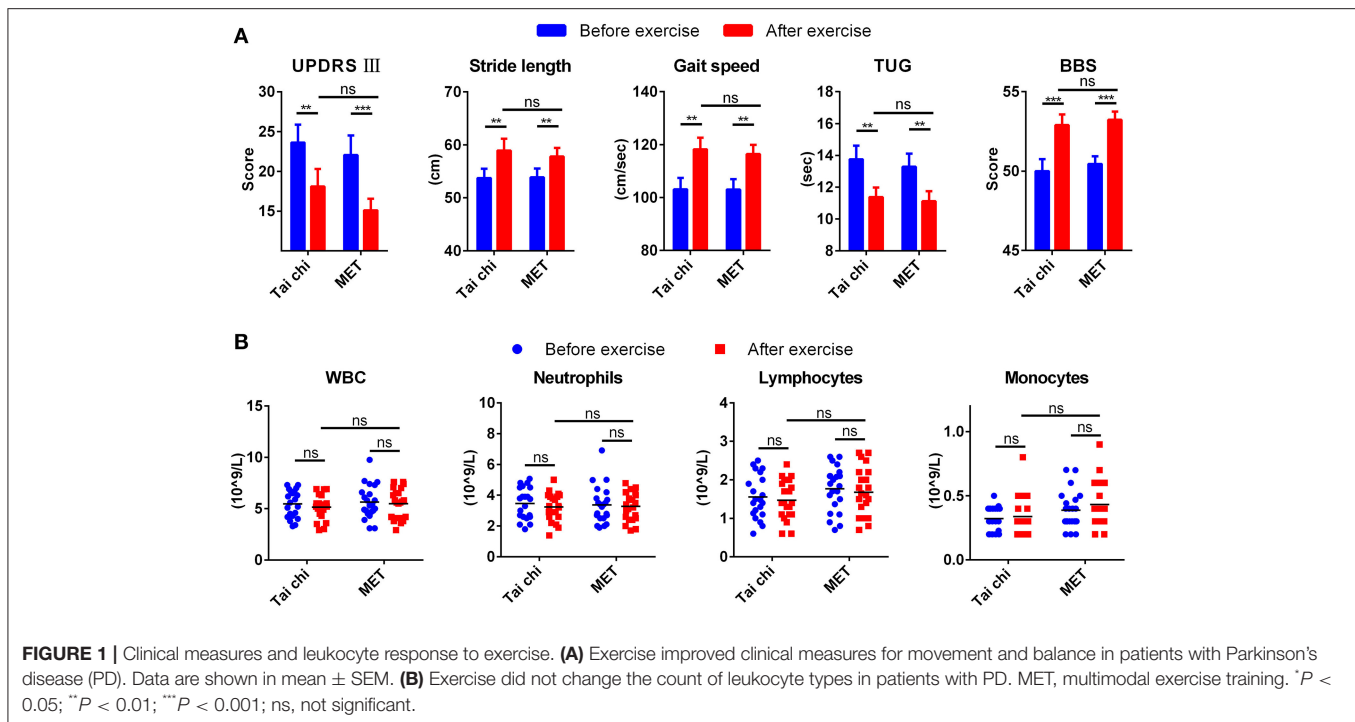 A
Before exercise After exercise
UPDRS III Stride length Gait speed TUG BBS
ns ns ns ns ns
** *** ** ** ** ** ** ** *** ***
Score
30
25
20
15
Tai chi MET
(cm)
80
70
60
50
40
Tai chi MET
(cm/sec)
140
120
100
80
Tai chi MET
(sec)
18
16
14
12
10
8
Tai chi MET
Score
55
50
45
Tai chi MET
B
Before exercise After exercise
WBC Neutrophils Lymphocytes Monocytes
ns ns ns ns
ns ns ns ns ns ns ns ns
(10^9/L)
15
10
5
0
Tai chi MET
(10^9/L)
10
8
6
4
2
0
Tai chi MET
(10^9/L)
4
3
2
1
0
Tai chi MET
(10^9/L)
1.0
0.5
0.0
Tai chi MET
FIGURE 1 | Clinical measures and leukocyte response to exercise. (A) Exercise improved clinical measures for movement and balance in patients with Parkinson's
disease (PD). Data are shown in mean ± SEM. (B) Exercise did not change the count of leukocyte types in patients with PD. MET, multimodal exercise training. *P <
0.05; **P < 0.01; ***P < 0.001; ns, not significant.